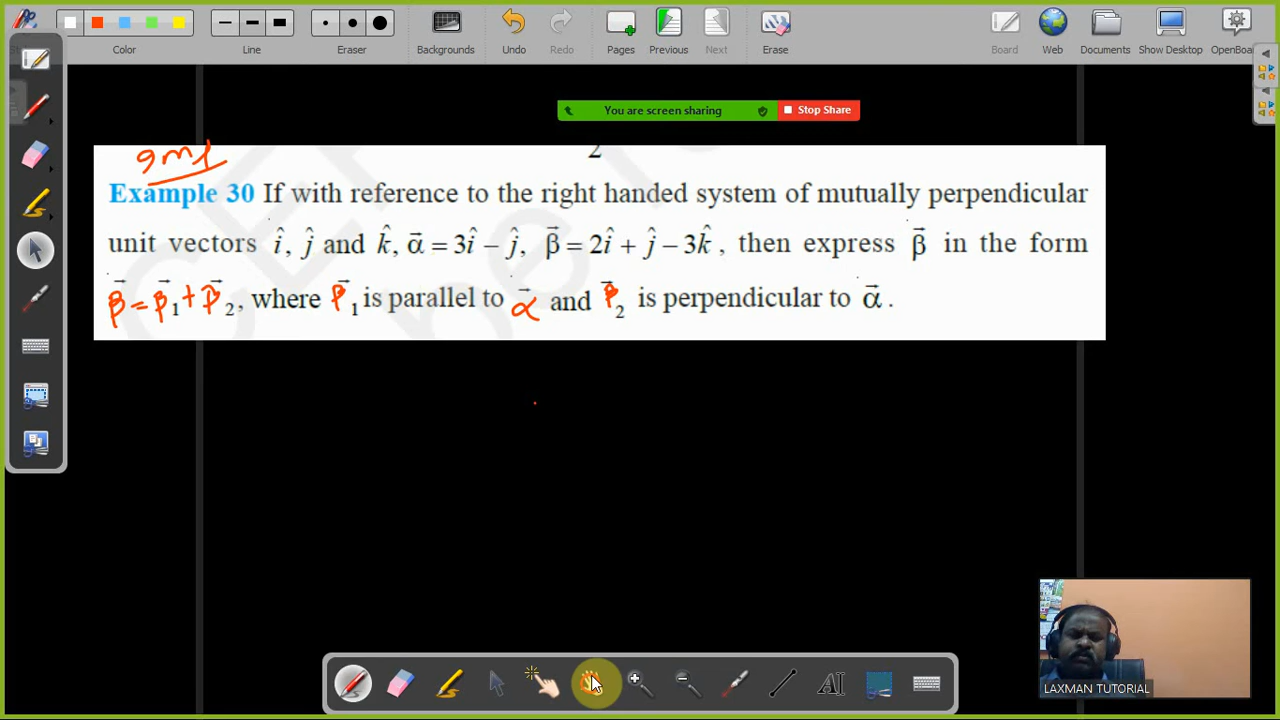 Color
Line
Eraser
Backgrounds
Undo
Redo
Pages
Previous
Next
Erase
Board
Web
Documents
Show Desktop
OpenBoa
You are screen sharing
Stop Share
2
Example 30 If with reference to the right handed system of mutually perpendicular
unit vectors î, ĵ and k̂, α⃗ = 3î − ĵ, β⃗ = 2î + ĵ − 3k̂, then express β⃗ in the form
β⃗ = β⃗₁ + β⃗₂, where β⃗₁ is parallel to α⃗ and β⃗₂ is perpendicular to α⃗.
AI
LAXMAN TUTORIAL